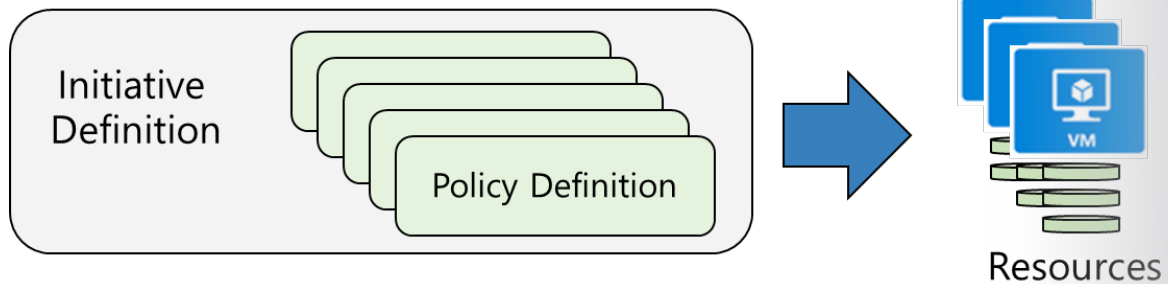 Initiative
Definition
Policy Definition
VM
Resources